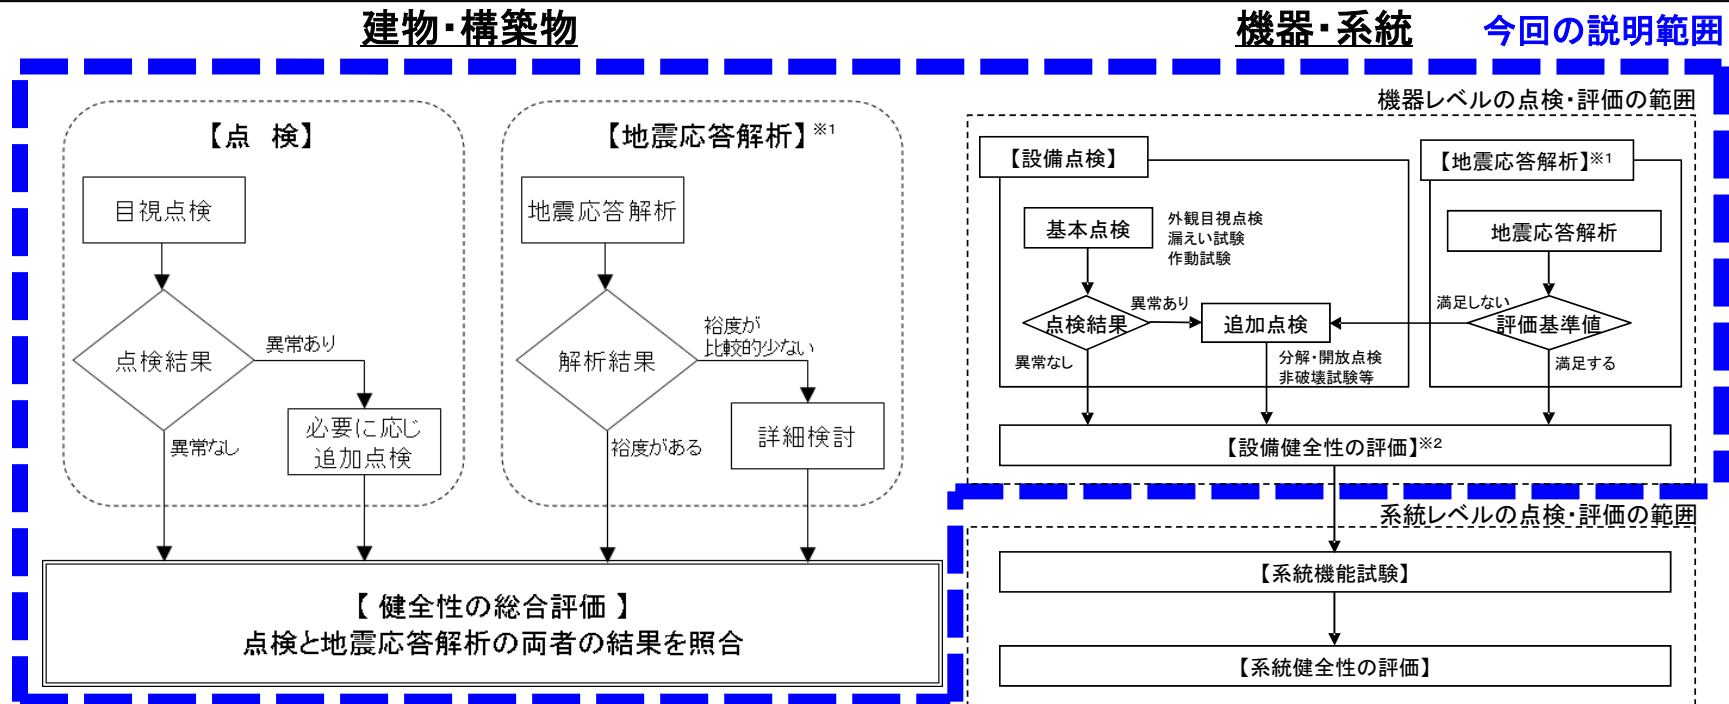 建物・構築物
機器・系統
今回の説明範囲
【点　検】
目視点検
点検結果
異常あり
異常なし
必要に応じ
追加点検
【地震応答解析】※1
地震応答解析
解析結果
裕度が
比較的少ない
裕度がある
詳細検討
【 健全性の総合評価 】
点検と地震応答解析の両者の結果を照合
機器レベルの点検・評価の範囲
【設備点検】
基本点検
外観目視点検
漏えい試験
作動試験
点検結果
異常あり
異常なし
追加点検
分解・開放点検
非破壊試験等
【地震応答解析】※1
地震応答解析
満足しない
評価基準値
満足する
【設備健全性の評価】※2
系統レベルの点検・評価の範囲
【系統機能試験】
【系統健全性の評価】